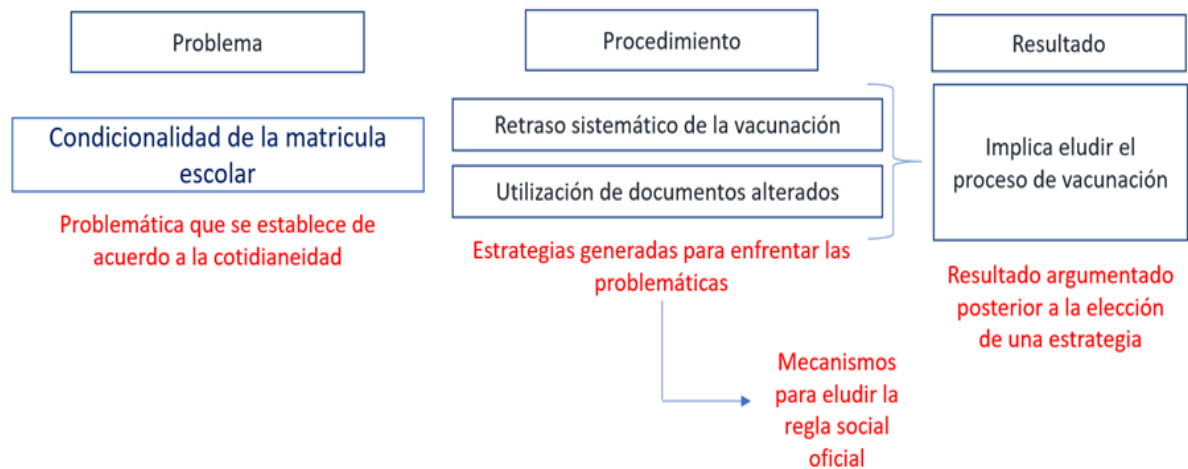 Problema
Procedimiento
Resultado
Condicionalidad de la matricula
escolar
Problemática que se establece de
acuerdo a la cotidianeidad
Retraso sistemático de la vacunación
Utilización de documentos alterados
Estrategias generadas para enfrentar las
problemáticas
Implica eludir el
proceso de vacunación
Resultado argumentado
posterior a la elección
de una estrategia
Mecanismos
para eludir la
regla social
oficial